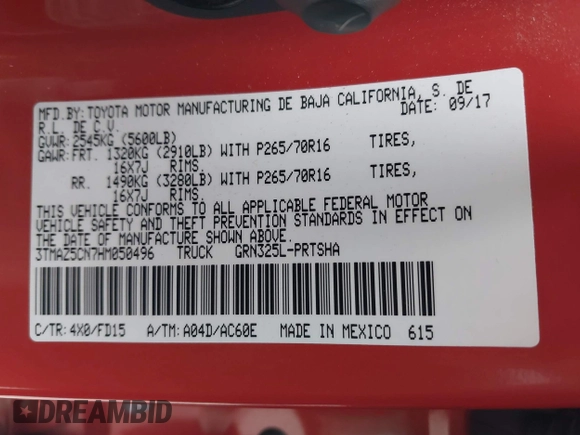 MFD.BY:TOYOTA MOTOR MANUFACTURING DE BAJA CALIFORNIA, S. DE
R.L. DE C.V. DATE: 09/17
GVWR:2545KG (5600LB)
GAWR:FRT. 1320KG (2910LB) WITH P265/70R16 TIRES,
16X7J RIMS,
RR. 1490KG (3280LB) WITH P265/70R16 TIRES,
16X7J RIMS.
THIS VEHICLE CONFORMS TO ALL APPLICABLE FEDERAL MOTOR
VEHICLE SAFETY AND THEFT PREVENTION STANDARDS IN EFFECT ON
THE DATE OF MANUFACTURE SHOWN ABOVE.
3TMAZ5CN7HM050496 TRUCK GRN325L-PRTSHA
C/TR:4X0/FD15 A/TM:A04D/AC60E MADE IN MEXICO 615
DREAMBID